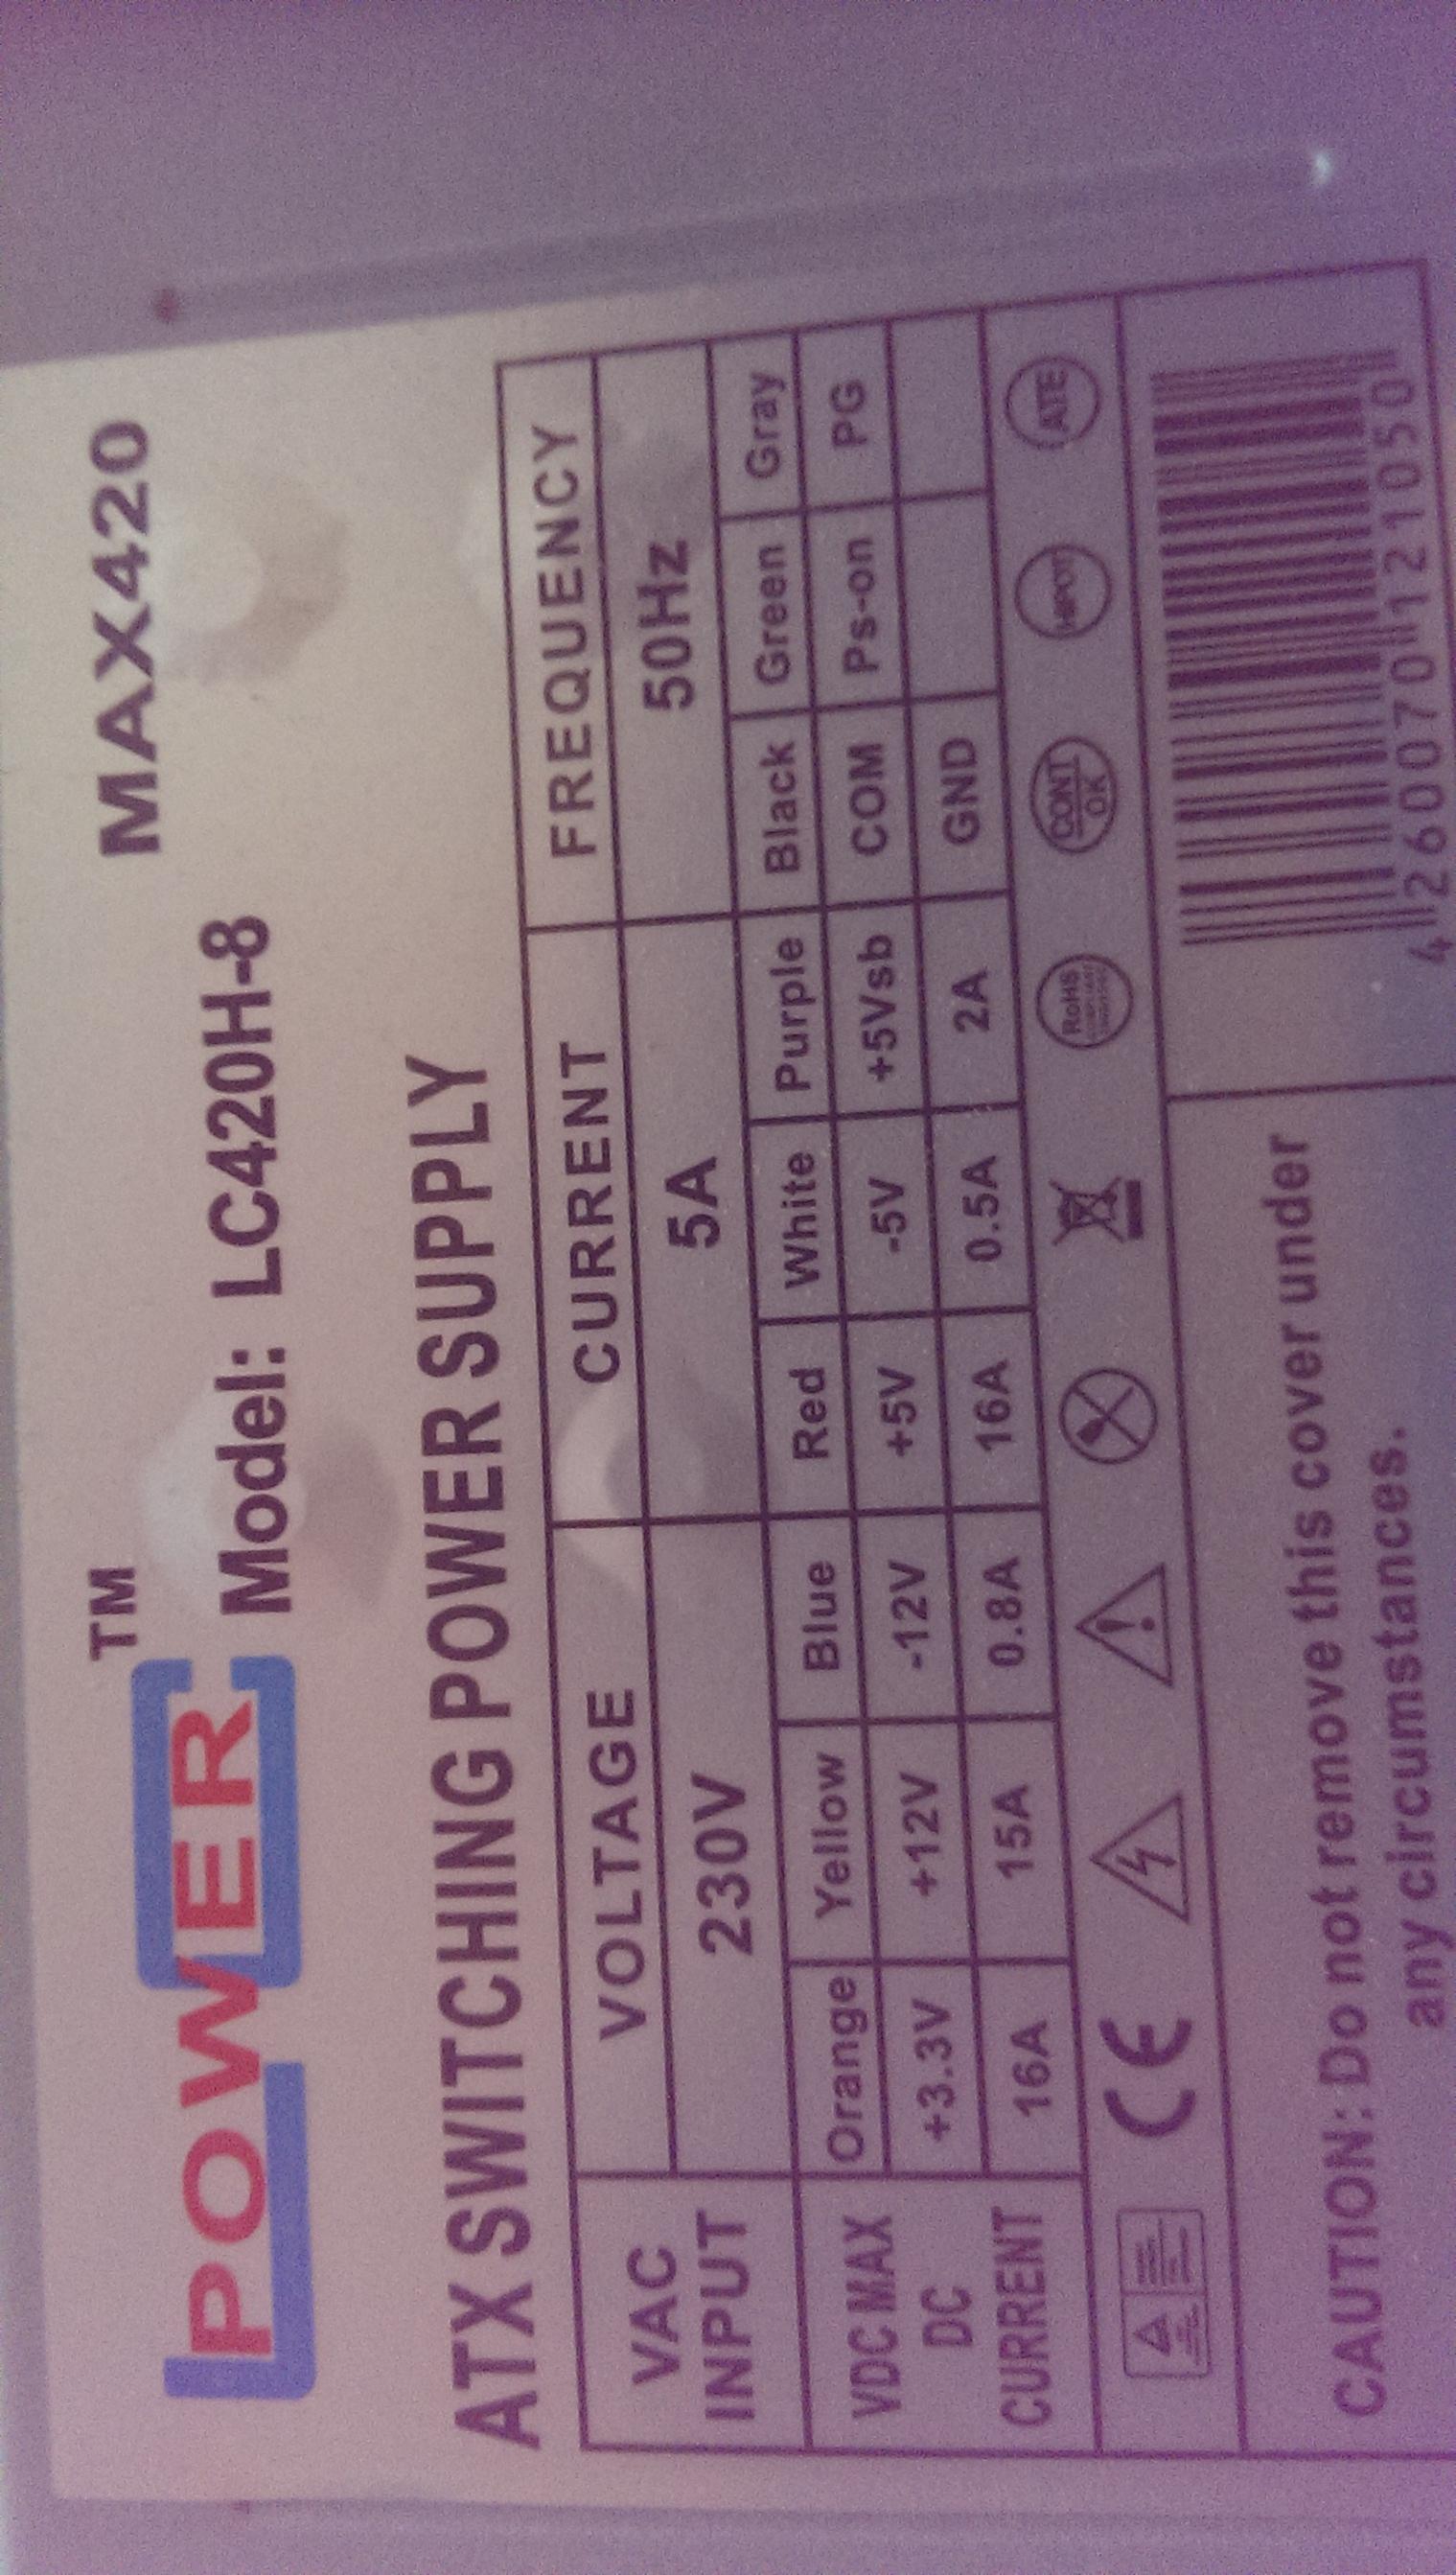 POWER TM
MAX420
Model: LC420H-8
ATX SWITCHING POWER SUPPLY
VAC INPUT VOLTAGE CURRENT FREQUENCY
230V 5A 50Hz
VDC MAX DC CURRENT
Orange Yellow Blue Red White Purple Black Green Gray
+3.3V +12V -12V +5V -5V +5Vsb COM Ps-on PG
16A 15A 0.8A 16A 0.5A 2A GND
CE RoHS CONT OK HIPOT ATE
CAUTION: Do not remove this cover under
any circumstances.
4 260070 121050